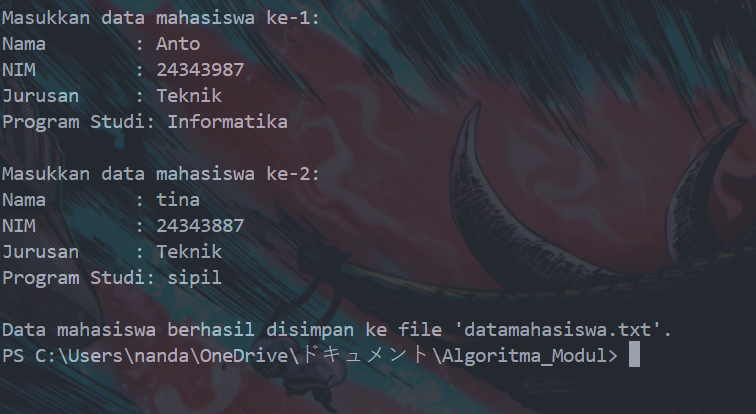 Masukkan data mahasiswa ke-1:
Nama        : Anto
NIM         : 24343987
Jurusan     : Teknik
Program Studi: Informatika

Masukkan data mahasiswa ke-2:
Nama        : tina
NIM         : 24343887
Jurusan     : Teknik
Program Studi: sipil

Data mahasiswa berhasil disimpan ke file 'datamahasiswa.txt'.
PS C:\Users\nanda\OneDrive\ドキュメント\Algoritma_Modul>